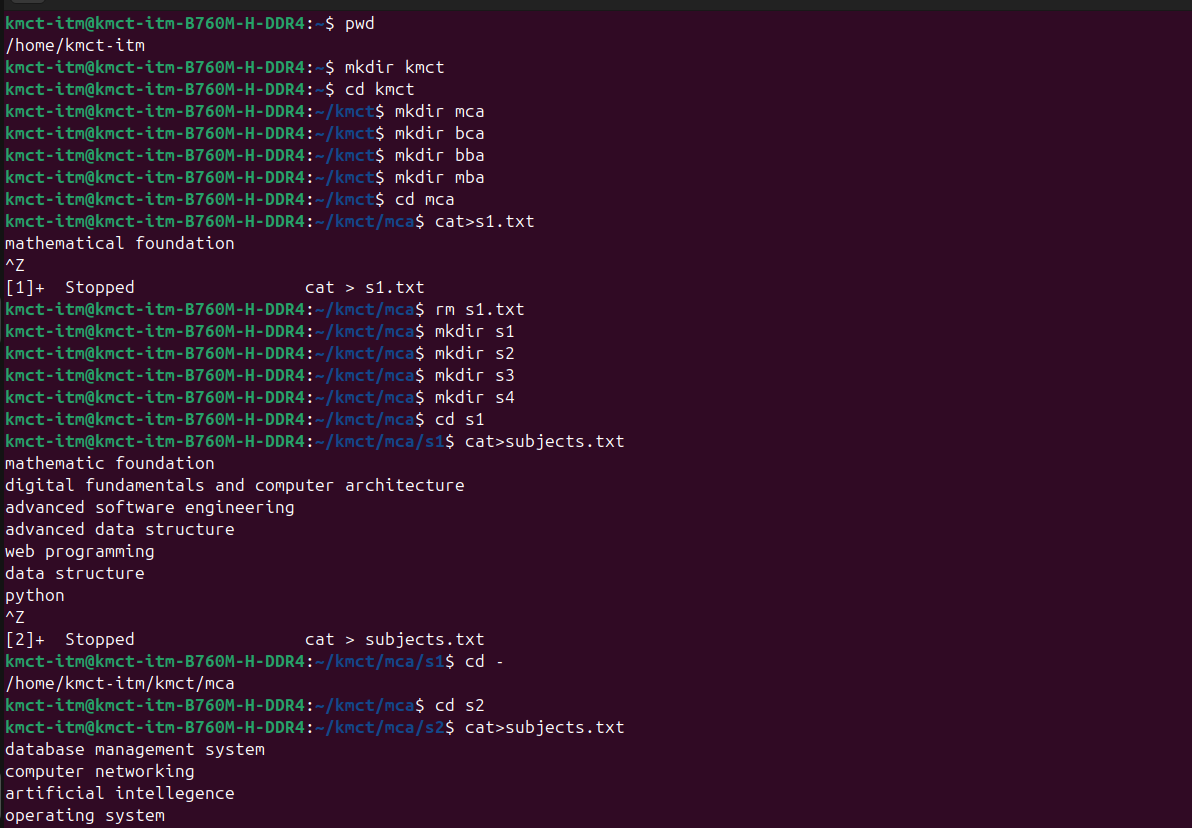 kmct-itm@kmct-itm-B760M-H-DDR4:~$ pwd
/home/kmct-itm
kmct-itm@kmct-itm-B760M-H-DDR4:~$ mkdir kmct
kmct-itm@kmct-itm-B760M-H-DDR4:~$ cd kmct
kmct-itm@kmct-itm-B760M-H-DDR4:~/kmct$ mkdir mca
kmct-itm@kmct-itm-B760M-H-DDR4:~/kmct$ mkdir bca
kmct-itm@kmct-itm-B760M-H-DDR4:~/kmct$ mkdir bba
kmct-itm@kmct-itm-B760M-H-DDR4:~/kmct$ mkdir mba
kmct-itm@kmct-itm-B760M-H-DDR4:~/kmct$ cd mca
kmct-itm@kmct-itm-B760M-H-DDR4:~/kmct/mca$ cat>s1.txt
mathematical foundation
^Z
[1]+  Stopped                 cat > s1.txt
kmct-itm@kmct-itm-B760M-H-DDR4:~/kmct/mca$ rm s1.txt
kmct-itm@kmct-itm-B760M-H-DDR4:~/kmct/mca$ mkdir s1
kmct-itm@kmct-itm-B760M-H-DDR4:~/kmct/mca$ mkdir s2
kmct-itm@kmct-itm-B760M-H-DDR4:~/kmct/mca$ mkdir s3
kmct-itm@kmct-itm-B760M-H-DDR4:~/kmct/mca$ mkdir s4
kmct-itm@kmct-itm-B760M-H-DDR4:~/kmct/mca$ cd s1
kmct-itm@kmct-itm-B760M-H-DDR4:~/kmct/mca/s1$ cat>subjects.txt
mathematic foundation
digital fundamentals and computer architecture
advanced software engineering
advanced data structure
web programming
data structure
python
^Z
[2]+  Stopped                 cat > subjects.txt
kmct-itm@kmct-itm-B760M-H-DDR4:~/kmct/mca/s1$ cd -
/home/kmct-itm/kmct/mca
kmct-itm@kmct-itm-B760M-H-DDR4:~/kmct/mca$ cd s2
kmct-itm@kmct-itm-B760M-H-DDR4:~/kmct/mca/s2$ cat>subjects.txt
database management system
computer networking
artificial intellegence
operating system